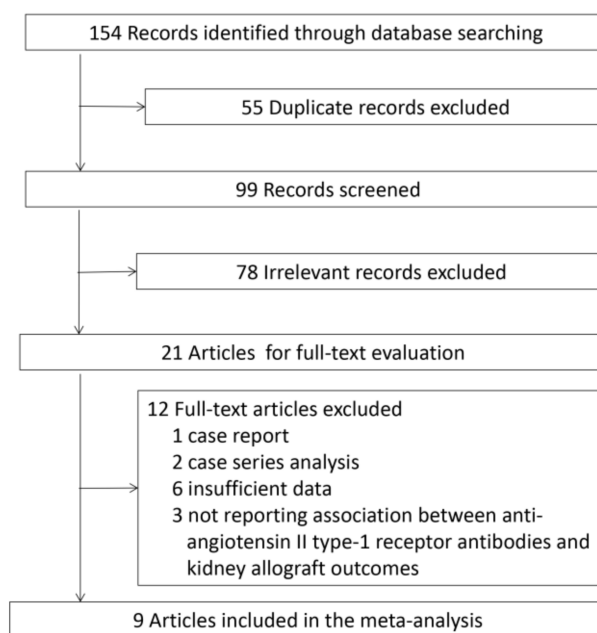 154 Records identified through database searching
55 Duplicate records excluded
99 Records screened
78 Irrelevant records excluded
21 Articles for full-text evaluation
12 Full-text articles excluded
1 case report
2 case series analysis
6 insufficient data
3 not reporting association between anti-
angiotensin II type-1 receptor antibodies and
kidney allograft outcomes
9 Articles included in the meta-analysis